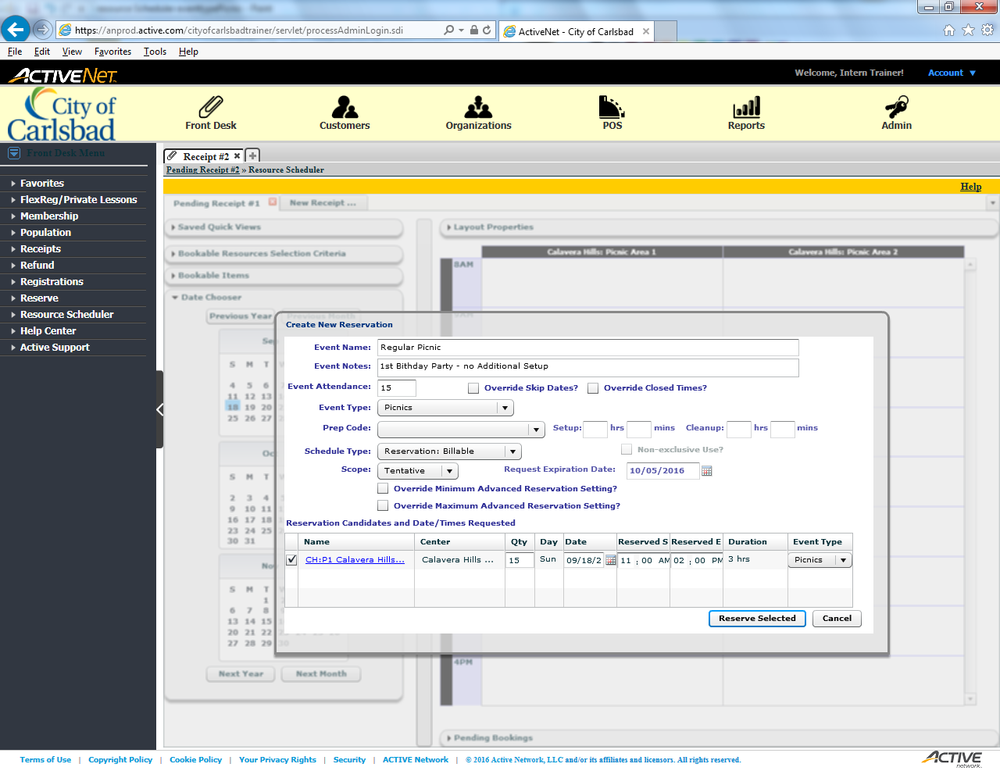 https://anprod.active.com/cityofcarlsbadtrainer/servlet/processAdminLogin.sdi
ActiveNet - City of Carlsbad
File Edit View Favorites Tools Help
ACTIVENET
Welcome, Intern Trainer! Account
City of
Carlsbad
Front Desk Customers Organizations POS Reports Admin
Front Desk Menu
Favorites
FlexReg/Private Lessons
Membership
Population
Receipts
Refund
Registrations
Reserve
Resource Scheduler
Help Center
Active Support
Receipt #2
Pending Receipt #2 » Resource Scheduler
Help
Pending Receipt #1 New Receipt ...
Saved Quick Views
Bookable Resources Selection Criteria
Bookable Items
Date Chooser
Previous Year Previous Month
Sep
S M T
4 5 6
11 12 13
18 19 20
25 26 27
Oc
S M T
2 3 4
9 10 11
16 17 18
23 24 25
30 31
No
S M T
1
6 7 8
13 14 15
20 21 22
27 28 29 30
Next Year Next Month
Layout Properties
Calavera Hills: Picnic Area 1 Calavera Hills: Picnic Area 2
8AM
9AM
4PM
Pending Bookings
Create New Reservation
Event Name: Regular Picnic
Event Notes: 1st Bithday Party - no Additional Setup
Event Attendance: 15 Override Skip Dates? Override Closed Times?
Event Type: Picnics
Prep Code: Setup: hrs mins Cleanup: hrs mins
Schedule Type: Reservation: Billable Non-exclusive Use?
Scope: Tentative Request Expiration Date: 10/05/2016
Override Minimum Advanced Reservation Setting?
Override Maximum Advanced Reservation Setting?
Reservation Candidates and Date/Times Requested
Name Center Qty Day Date Reserved S Reserved E Duration Event Type
CH:P1 Calavera Hills... Calavera Hills ... 15 Sun 09/18/2 11 : 00 AM 02 : 00 PM 3 hrs Picnics
Reserve Selected Cancel
Terms of Use | Copyright Policy | Cookie Policy | Your Privacy Rights | Security | ACTIVE Network | © 2016 Active Network, LLC and/or its affiliates and licensors. All rights reserved.
ACTIVE
network